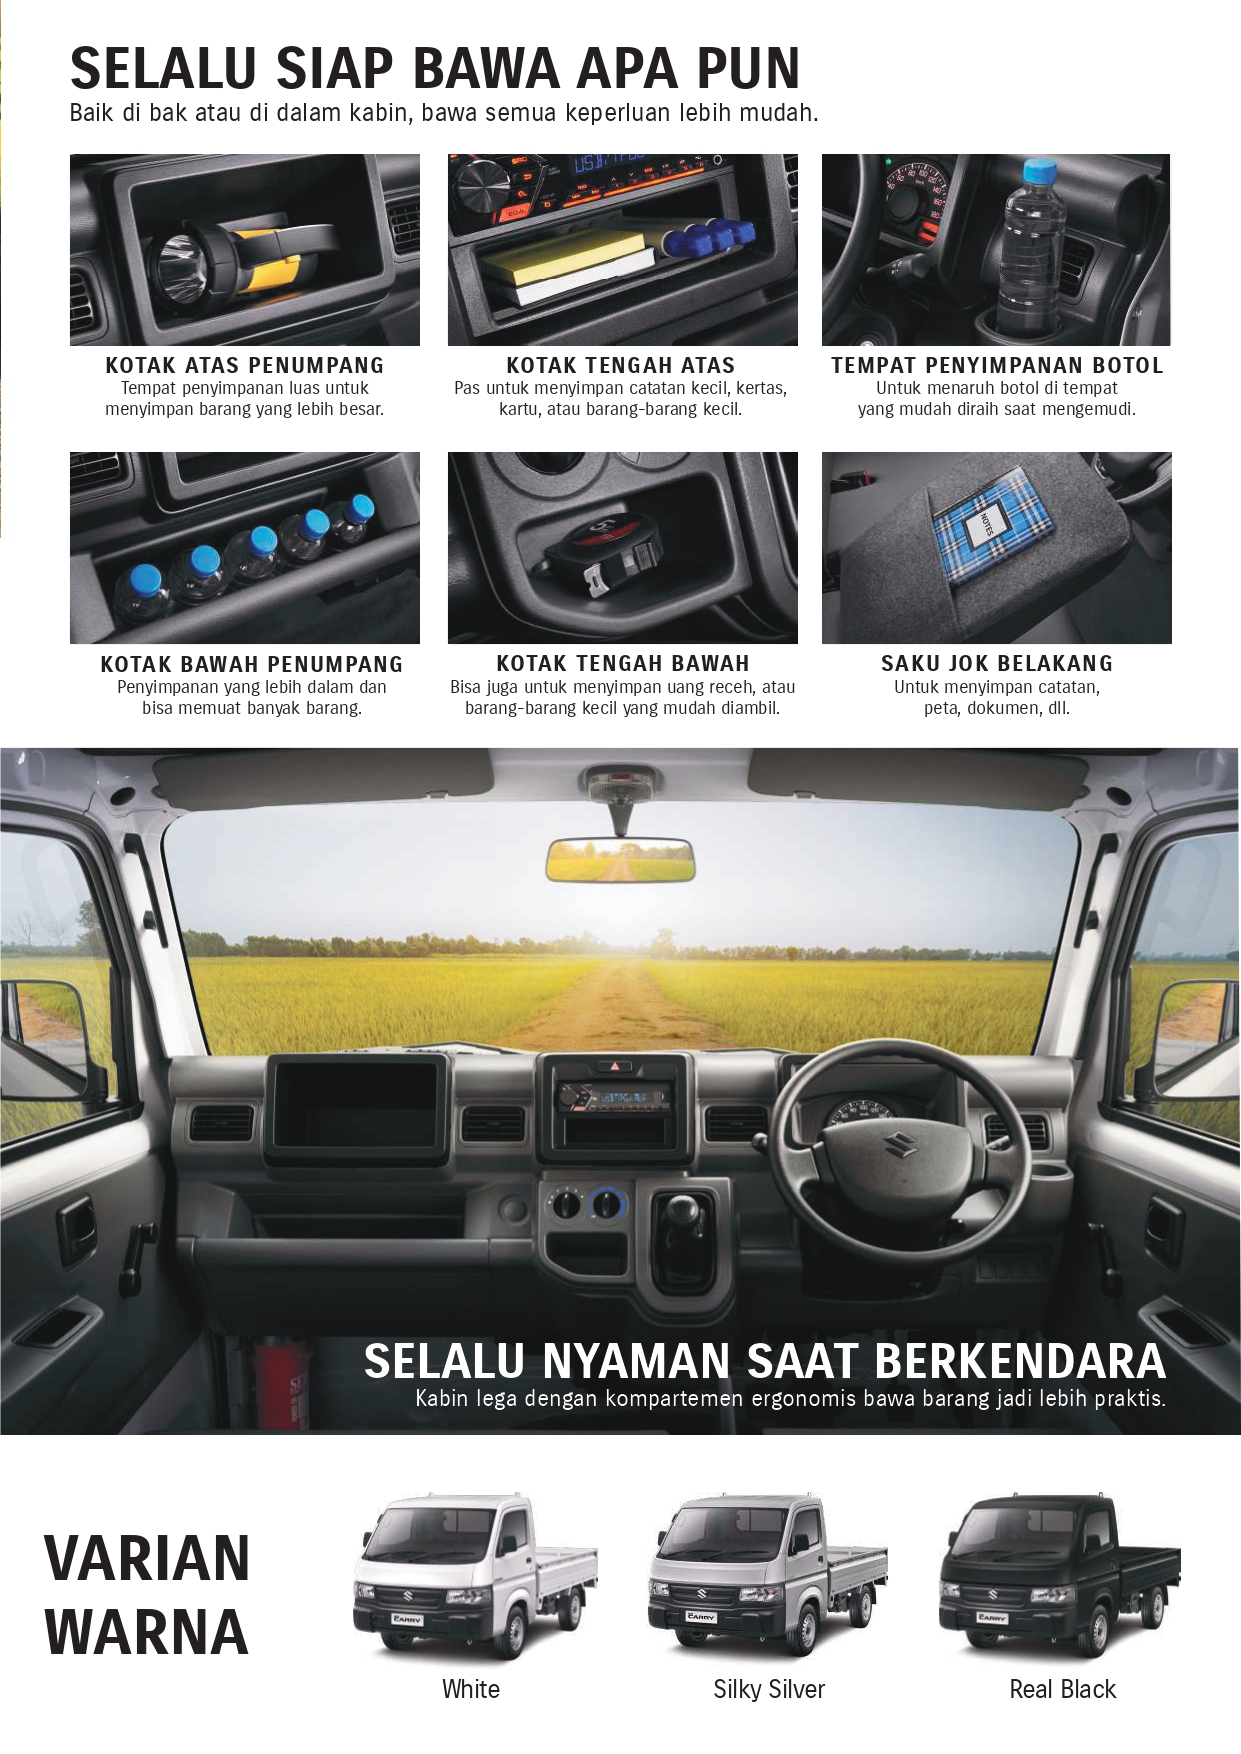 SELALU SIAP BAWA APA PUN
Baik di bak atau di dalam kabin, bawa semua keperluan lebih mudah.
KOTAK ATAS PENUMPANG
Tempat penyimpanan luas untuk
menyimpan barang yang lebih besar.
KOTAK TENGAH ATAS
Pas untuk menyimpan catatan kecil, kertas,
kartu, atau barang-barang kecil.
TEMPAT PENYIMPANAN BOTOL
Untuk menaruh botol di tempat
yang mudah diraih saat mengemudi.
NOTES
KOTAK BAWAH PENUMPANG
Penyimpanan yang lebih dalam dan
bisa memuat banyak barang.
KOTAK TENGAH BAWAH
Bisa juga untuk menyimpan uang receh, atau
barang-barang kecil yang mudah diambil.
SAKU JOK BELAKANG
Untuk menyimpan catatan,
peta, dokumen, dll.
SELALU NYAMAN SAAT BERKENDARA
Kabin lega dengan kompartemen ergonomis bawa barang jadi lebih praktis.
VARIAN
WARNA
CARRY
CARRY
CARRY
White
Silky Silver
Real Black